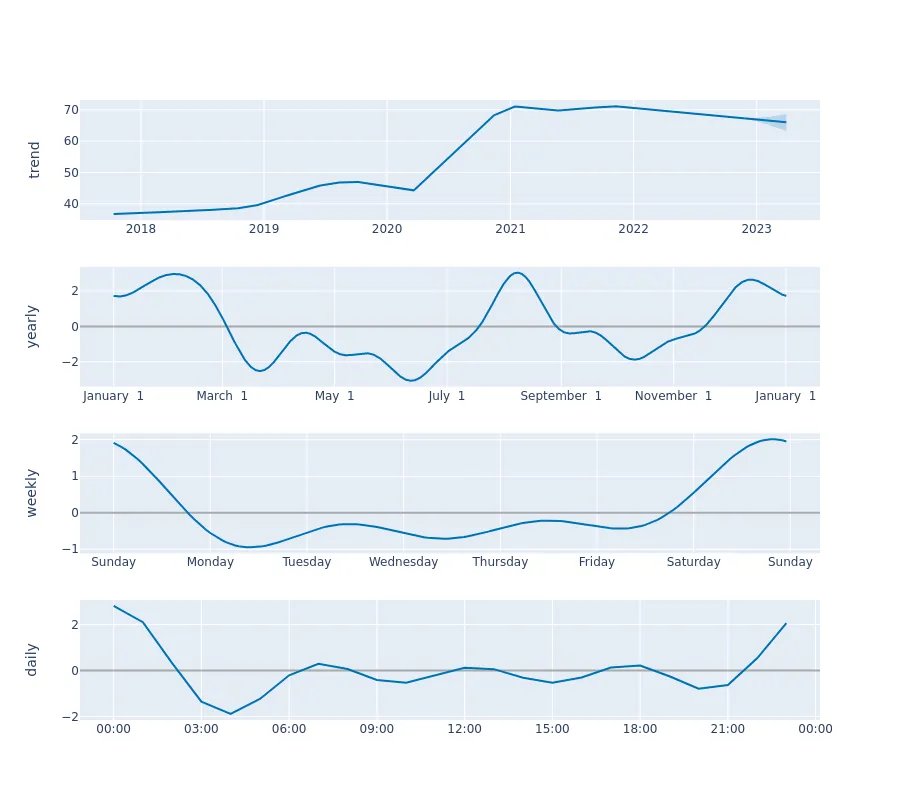 trend
70
60
50
40
2018 2019 2020 2021 2022 2023
yearly
2
0
−2
January 1 March 1 May 1 July 1 September 1 November 1 January 1
weekly
2
1
0
−1
Sunday Monday Tuesday Wednesday Thursday Friday Saturday Sunday
daily
2
0
−2
00:00 03:00 06:00 09:00 12:00 15:00 18:00 21:00 00:00